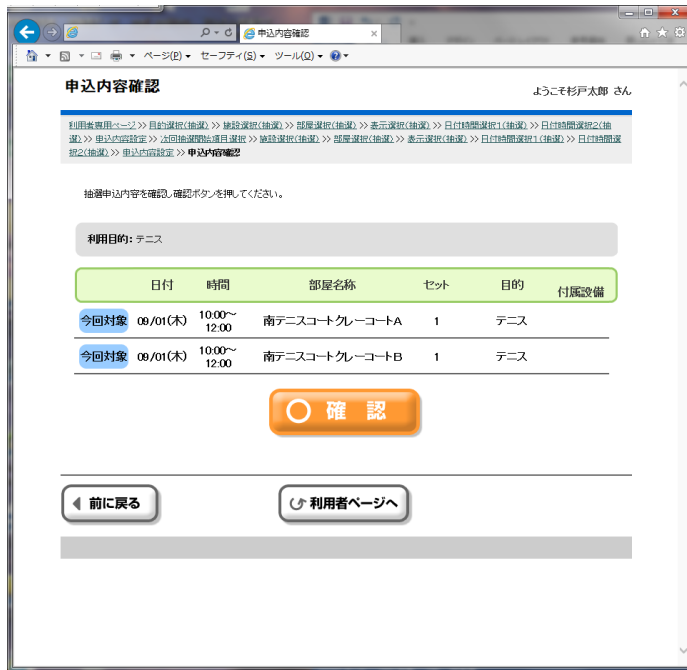 申込内容確認
ページ(P) セーフティ(S) ツール(O)
申込内容確認
ようこそ杉戸太郎 さん
利用者専用ページ >> 目的選択(抽選) >> 施設選択(抽選) >> 部屋選択(抽選) >> 表示選択(抽選) >> 日付時間選択1(抽選) >> 日付時間選択2(抽
選) >> 申込内容設定 >> 次回抽選開始項目選択 >> 施設選択(抽選) >> 部屋選択(抽選) >> 表示選択(抽選) >> 日付時間選択1(抽選) >> 日付時間選
択2(抽選) >> 申込内容設定 >> 申込内容確認
抽選申込内容を確認し確認ボタンを押してください。
利用目的: テニス
日付 時間 部屋名称 セット 目的 付属設備
今回対象 09/01(木) 10:00～ 南テニスコートクレーコートA 1 テニス
12:00
今回対象 09/01(木) 10:00～ 南テニスコートクレーコートB 1 テニス
12:00
確認
前に戻る 利用者ページへ